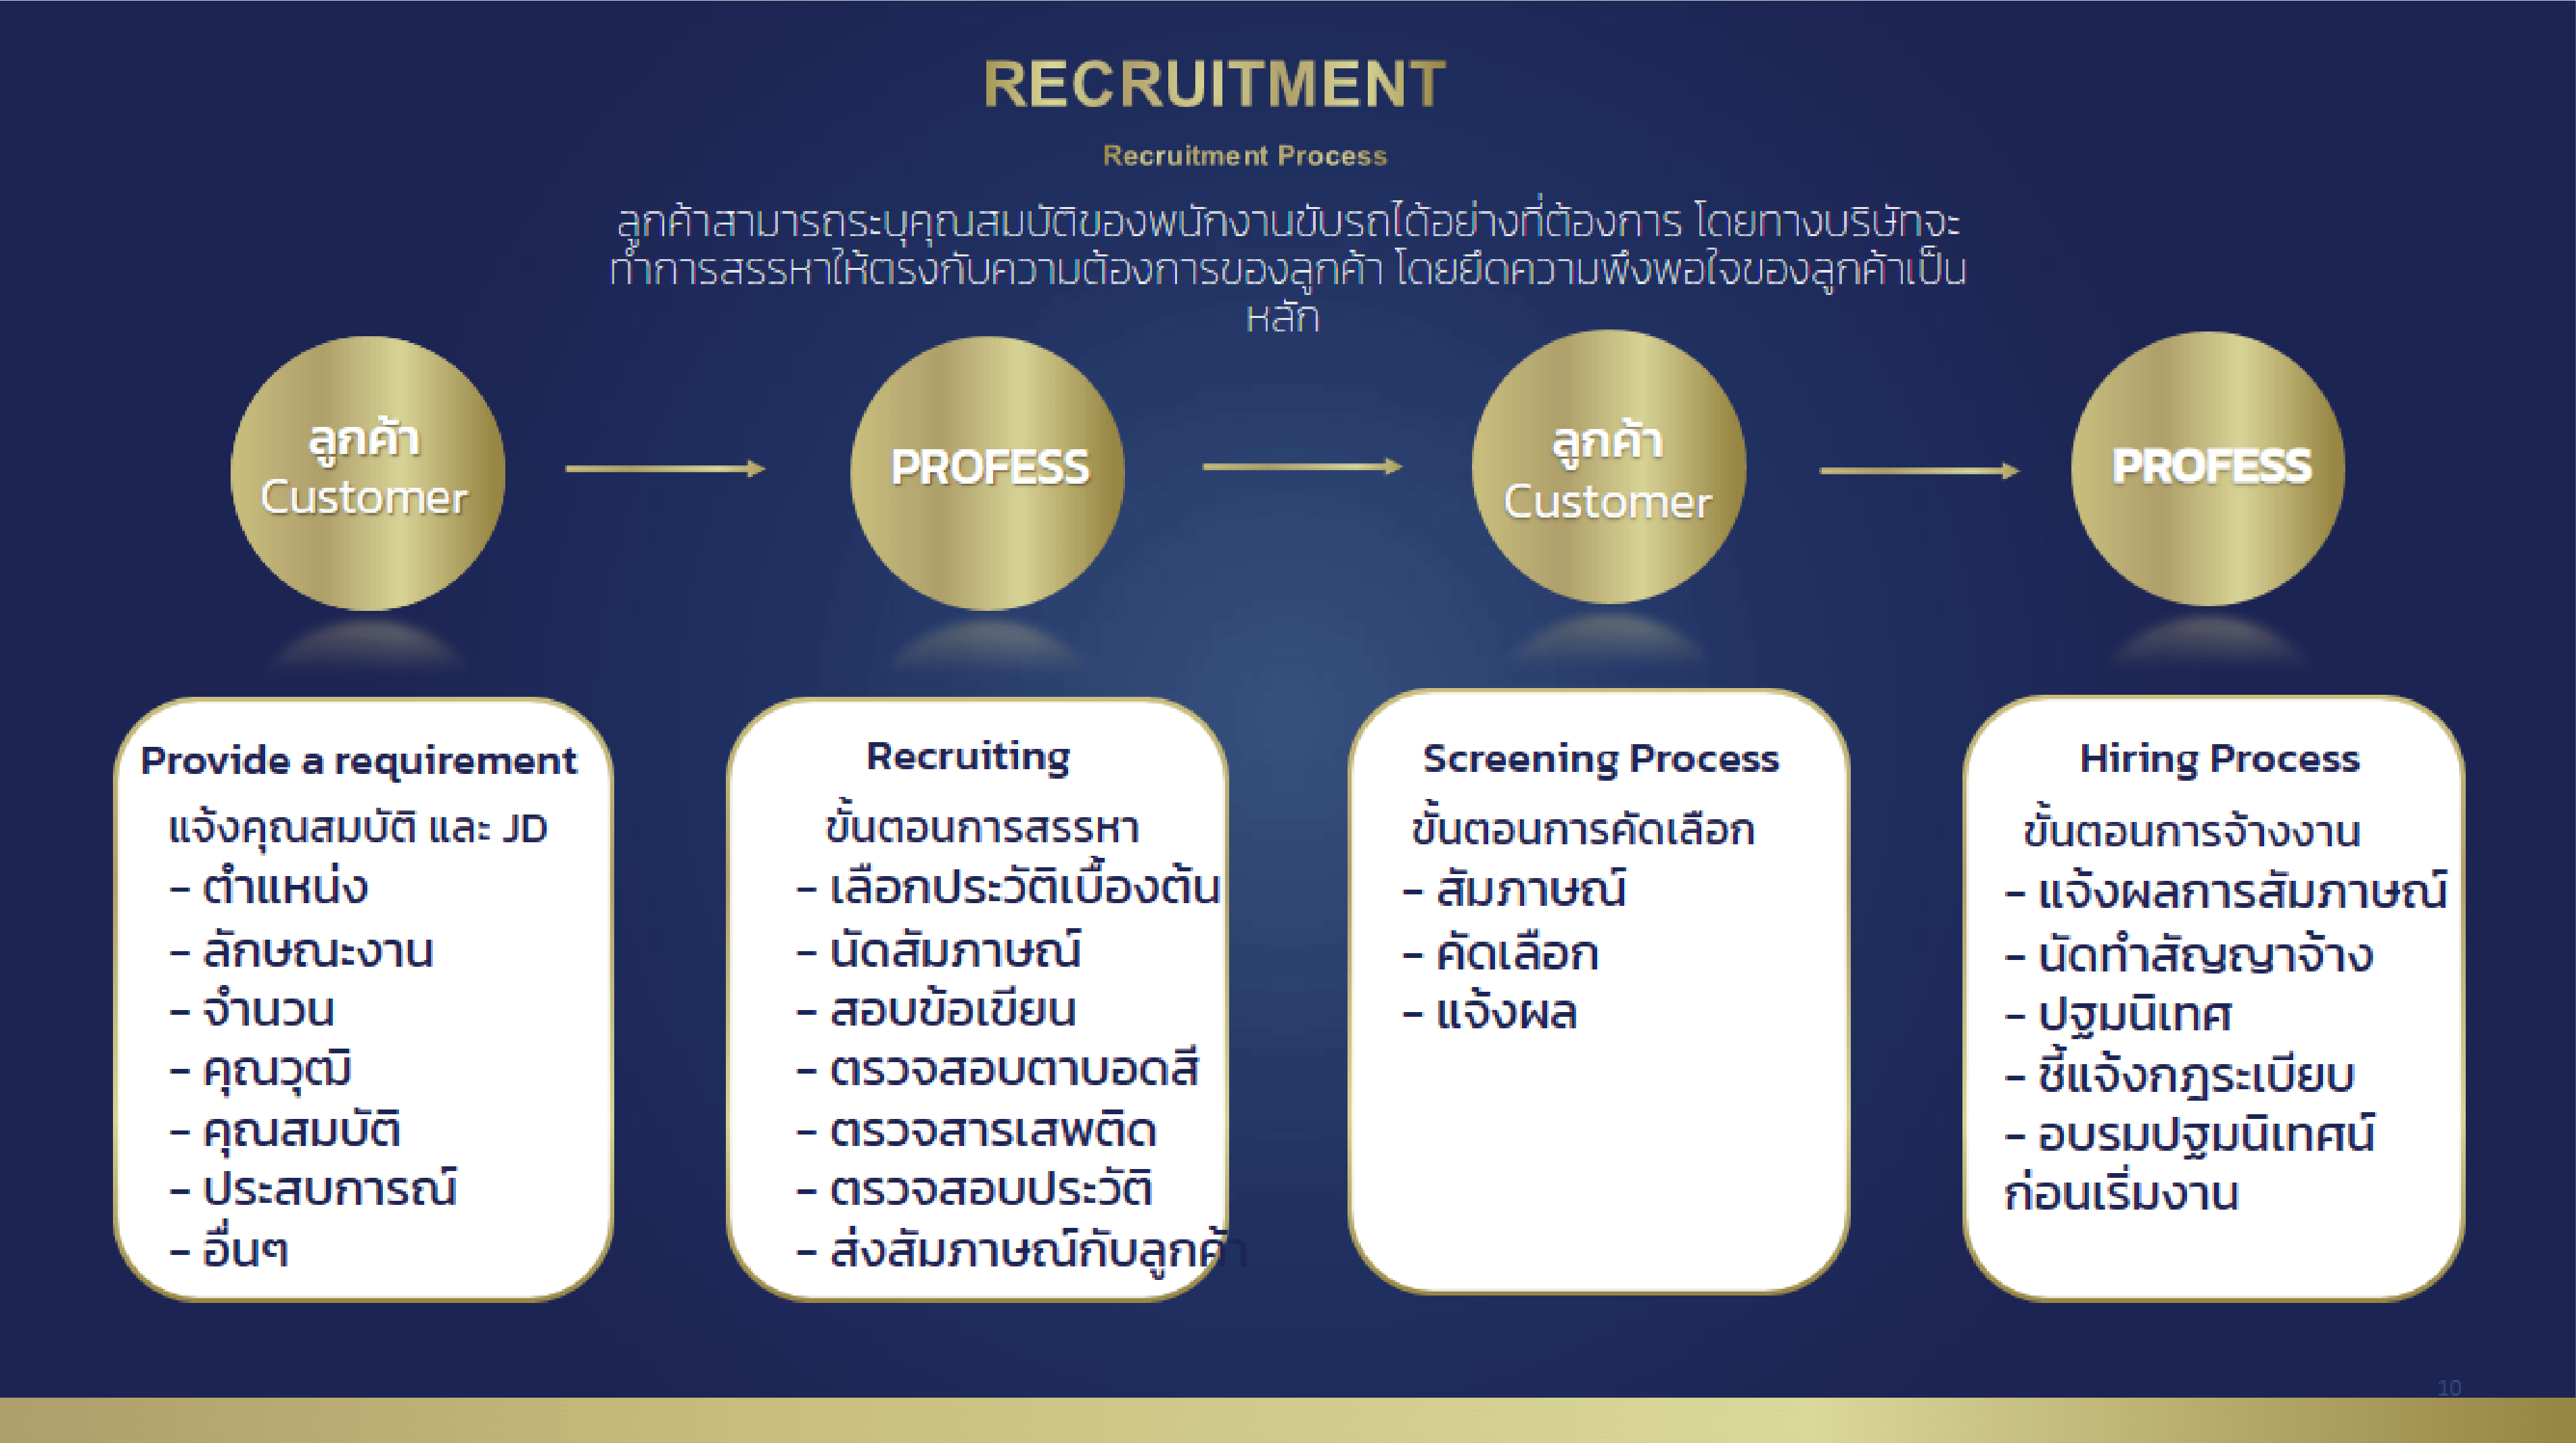 RECRUITMENT
Recruitment Process
ลูกค้าสามารถระบุคุณสมบัติของพนักงานขับรถได้อย่างที่ต้องการ โดยทางบริษัทจะ
ทำการสรรหาให้ตรงกับความต้องการของลูกค้า โดยยึดความพึงพอใจของลูกค้าเป็น
หลัก
ลูกค้า
Customer
PROFESS
ลูกค้า
Customer
PROFESS
Provide a requirement
แจ้งคุณสมบัติ และ JD
- ตำแหน่ง
- ลักษณะงาน
- จำนวน
- คุณวุฒิ
- คุณสมบัติ
- ประสบการณ์
- อื่นๆ
Recruiting
ขั้นตอนการสรรหา
- เลือกประวัติเบื้องต้น
- นัดสัมภาษณ์
- สอบข้อเขียน
- ตรวจสอบตาบอดสี
- ตรวจสารเสพติด
- ตรวจสอบประวัติ
- ส่งสัมภาษณ์กับลูกค้า
Screening Process
ขั้นตอนการคัดเลือก
- สัมภาษณ์
- คัดเลือก
- แจ้งผล
Hiring Process
ขั้นตอนการจ้างงาน
- แจ้งผลการสัมภาษณ์
- นัดทำสัญญาจ้าง
- ปฐมนิเทศ
- ชี้แจ้งกฎระเบียบ
- อบรมปฐมนิเทศน์
ก่อนเริ่มงาน
10